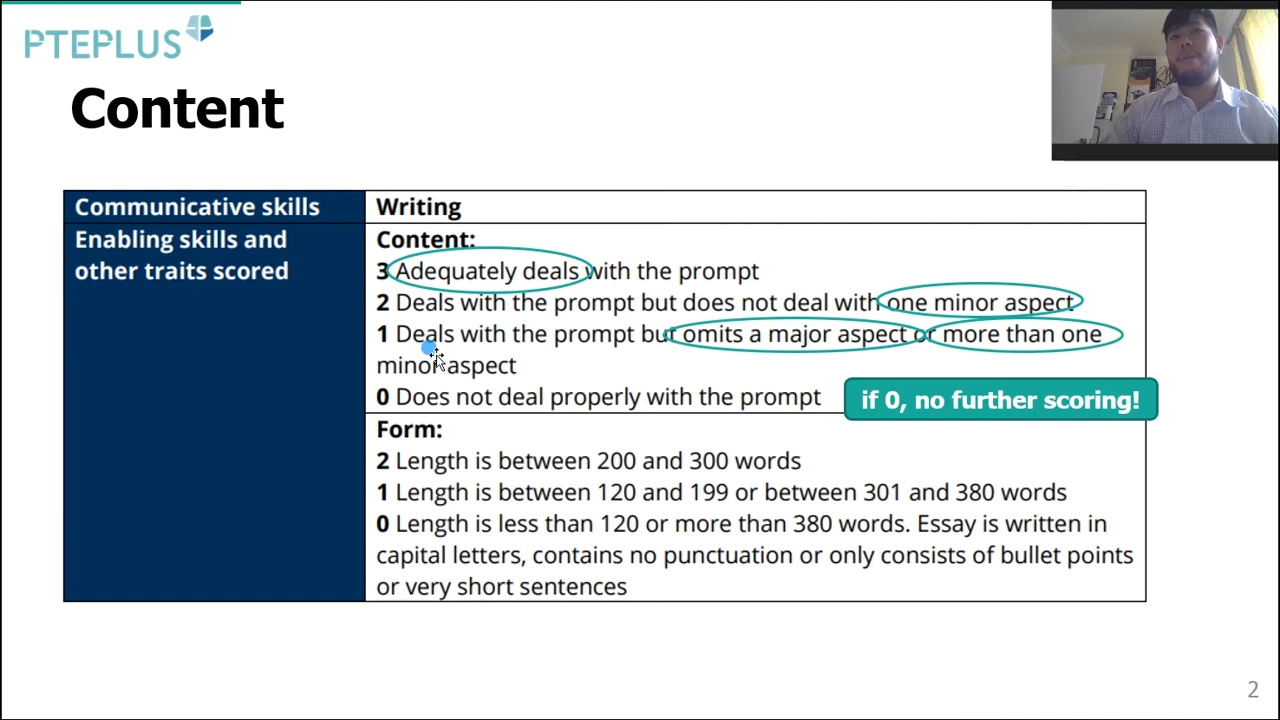 PTEPLUS
Content
Communicative skills
Writing
Enabling skills and
other traits scored
Content:
3 Adequately deals with the prompt
2 Deals with the prompt but does not deal with one minor aspect
1 Deals with the prompt but omits a major aspect or more than one
minor aspect
0 Does not deal properly with the prompt
if 0, no further scoring!
Form:
2 Length is between 200 and 300 words
1 Length is between 120 and 199 or between 301 and 380 words
0 Length is less than 120 or more than 380 words. Essay is written in
capital letters, contains no punctuation or only consists of bullet points
or very short sentences
2